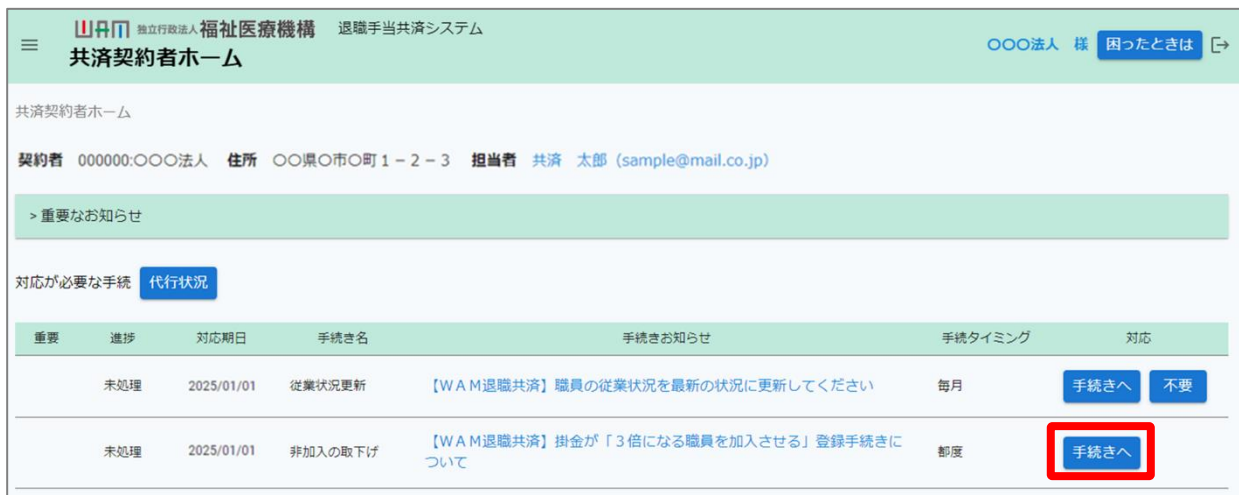 WAM 独立行政法人福祉医療機構 退職手当共済システム
共済契約者ホーム
〇〇〇法人 様 困ったときは
共済契約者ホーム
契約者 000000:〇〇〇法人 住所 〇〇県〇市〇町１－２－３ 担当者 共済 太郎（sample@mail.co.jp）
>重要なお知らせ
対応が必要な手続 代行状況
重要 進捗 対応期日 手続き名 手続きお知らせ 手続タイミング 対応
未処理 2025/01/01 従業状況更新 【ＷＡＭ退職共済】職員の従業状況を最新の状況に更新してください 毎月 手続きへ 不要
未処理 2025/01/01 非加入の取下げ 【ＷＡＭ退職共済】掛金が「３倍になる職員を加入させる」登録手続きに
ついて 都度 手続きへ